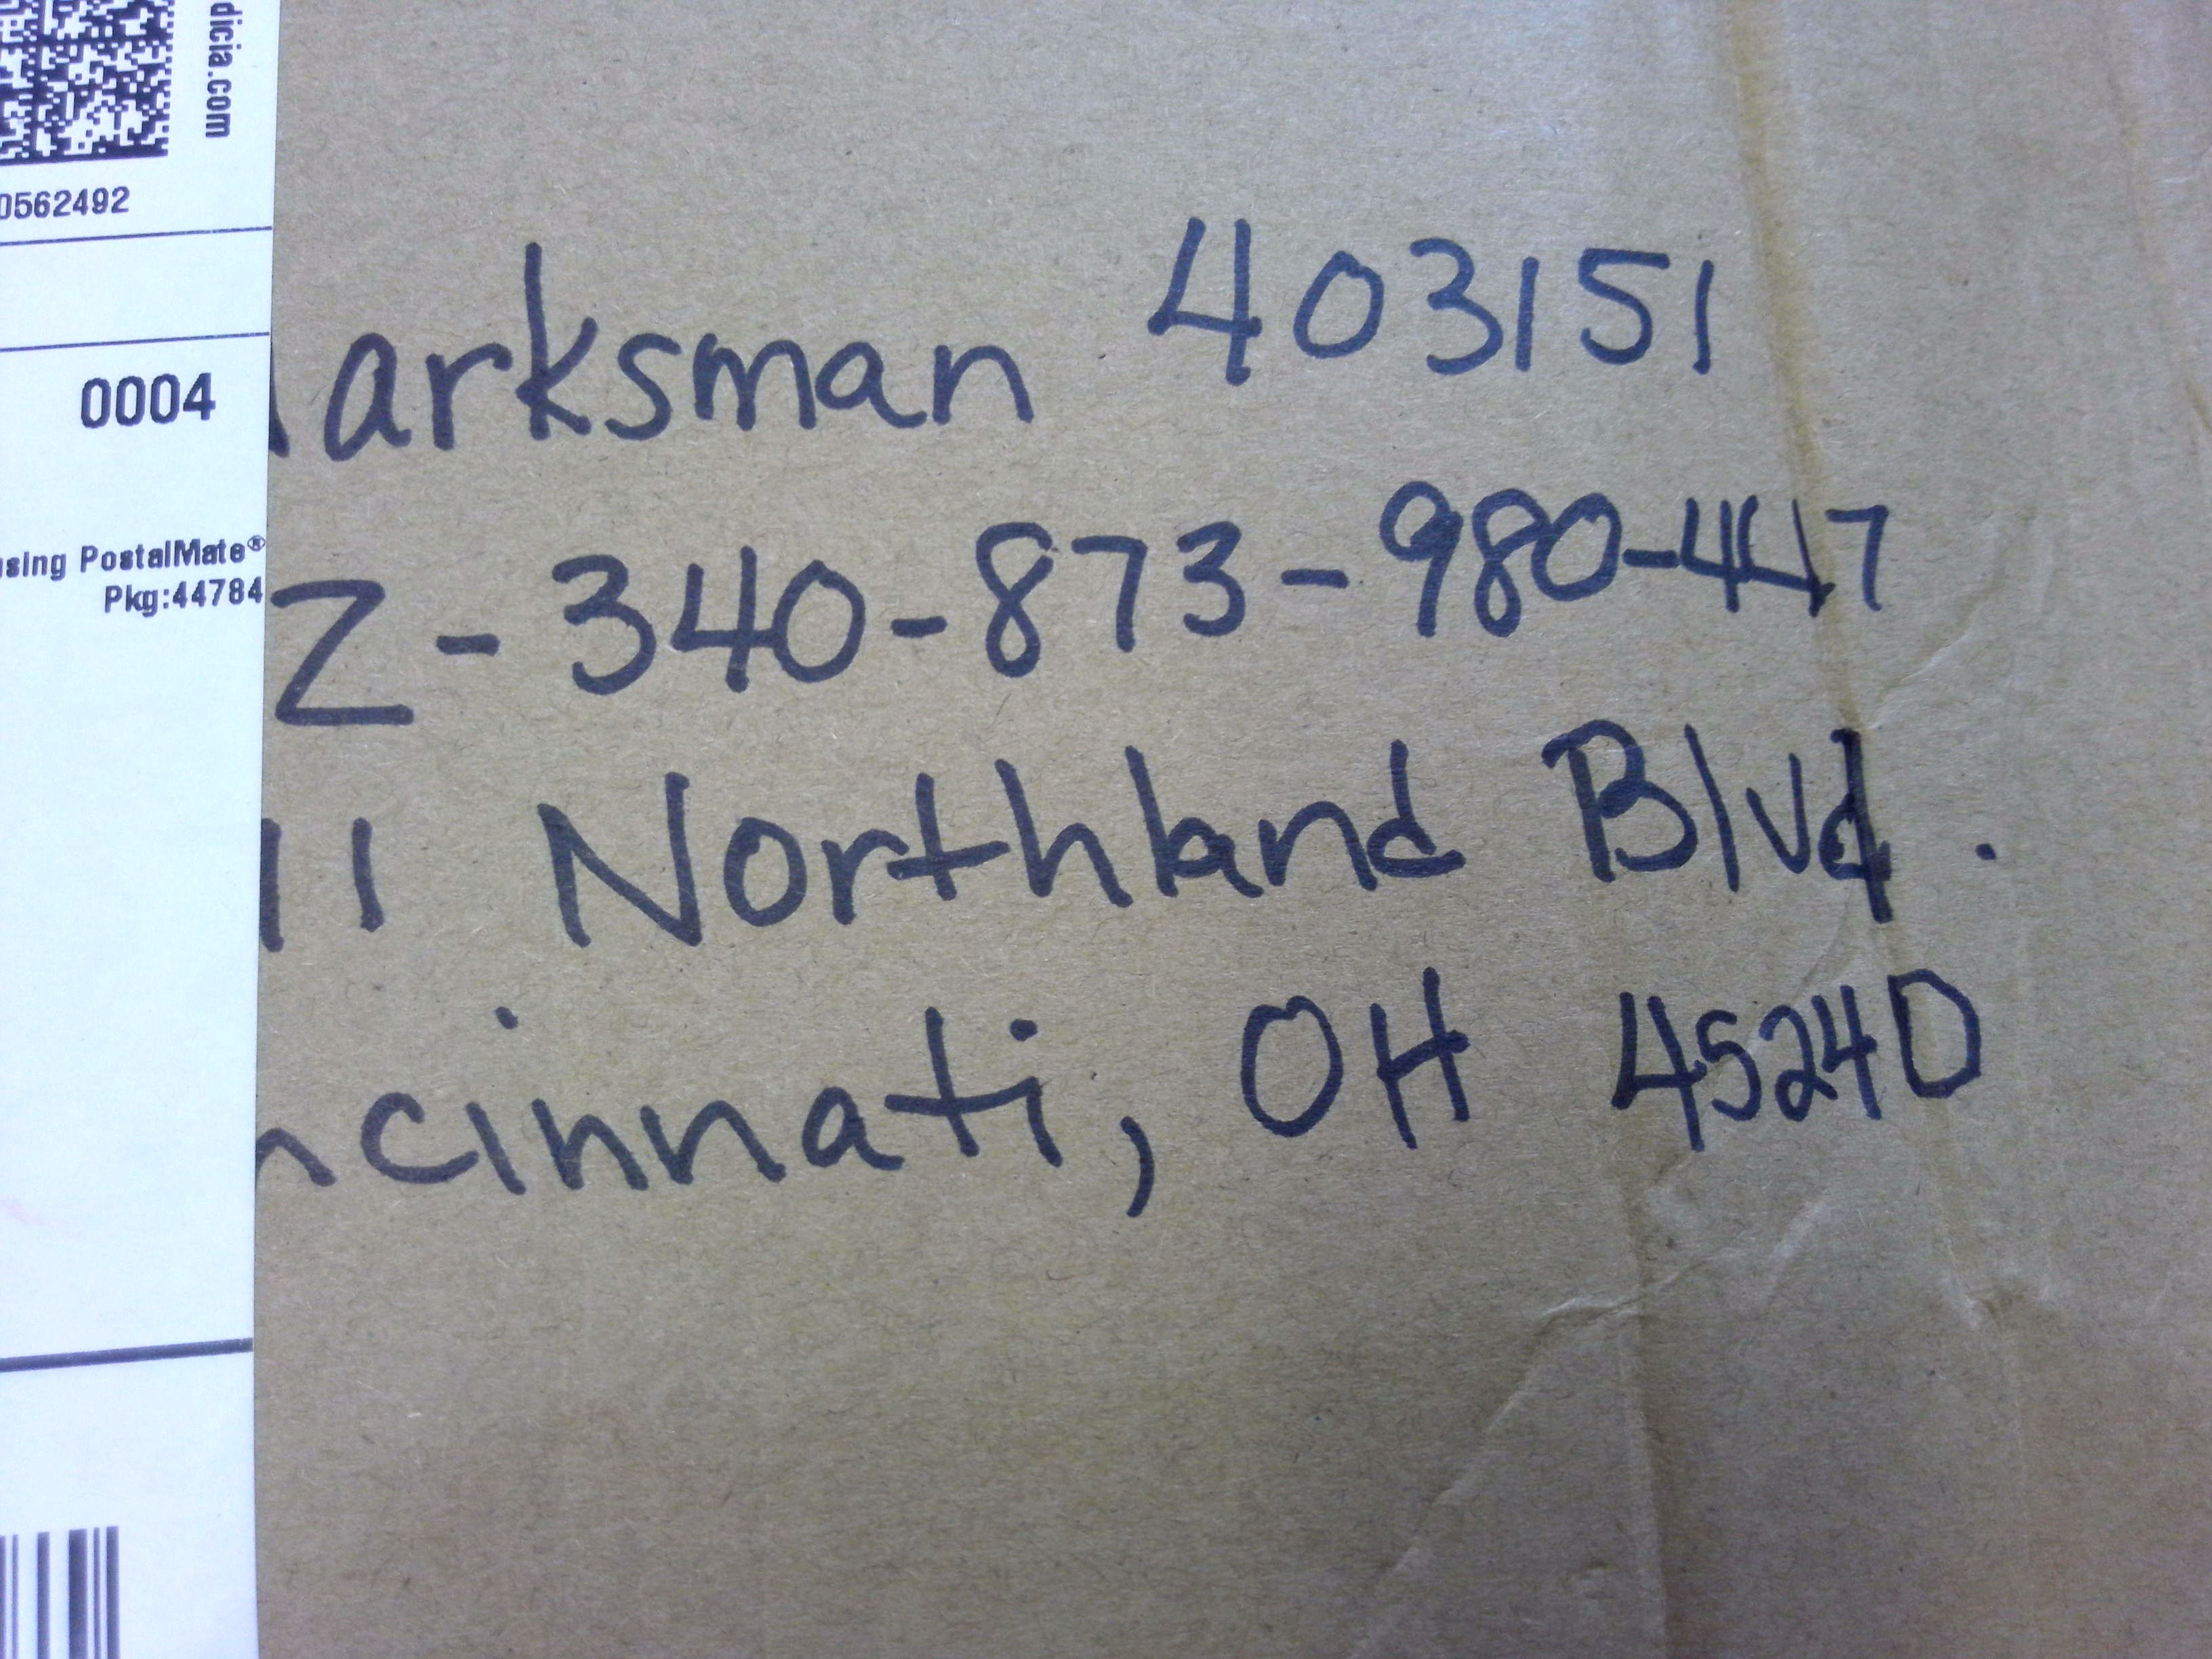 dicia.com
0562492
0004
sing PostalMate®
Pkg:44784
arksman 403151
Z-340-873-980-447
11 Northland Blvd.
ncinnati, OH 45240